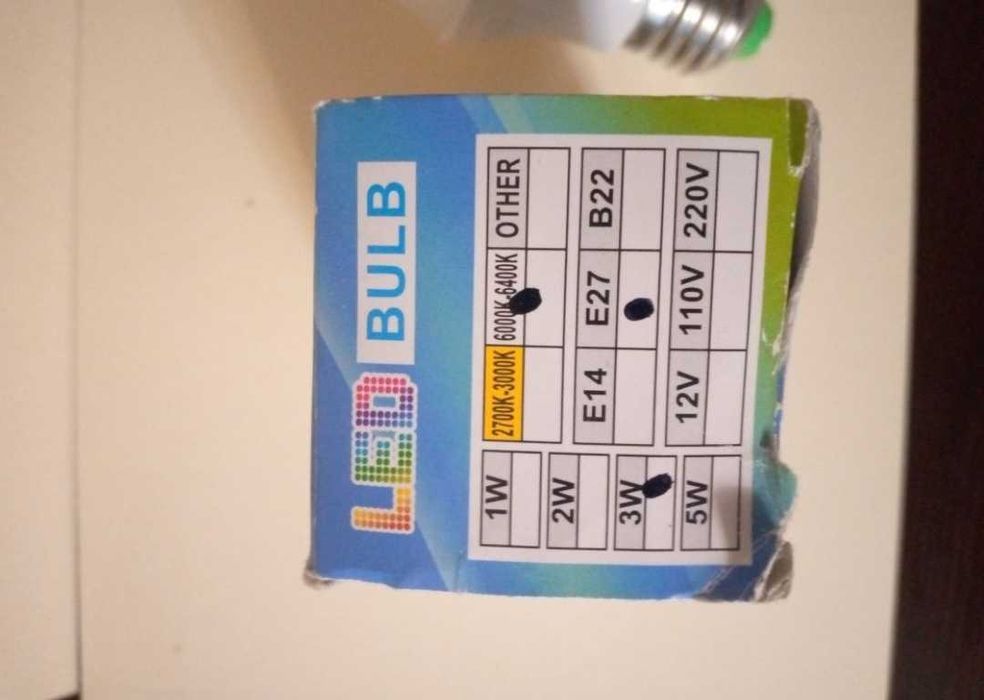 LED BULB
1W 2700K-3000K 6000K-6400K OTHER
2W E14 E27 B22
3W
5W 12V 110V 220V